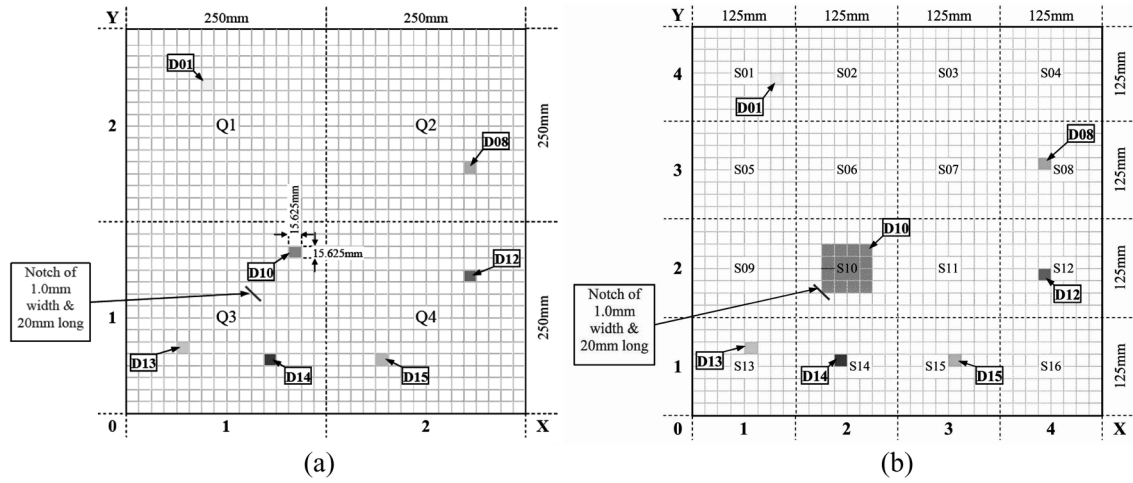 Y
250mm
250mm
D01
2
Q1
Q2
250mm
D08
15.625mm
15.625mm
D10
D12
Notch of
1.0mm
width &
20mm long
1
Q3
Q4
250mm
D13
D14
D15
0
1
2
X
(a)
Y
125mm
125mm
125mm
125mm
4
S01
S02
S03
S04
125mm
D01
D08
3
S05
S06
S07
S08
125mm
D10
2
S09
S10
S11
S12
125mm
D12
Notch of
1.0mm
width &
20mm long
D13
1
S13
D14
S14
S15
D15
S16
125mm
0
1
2
3
4
X
(b)